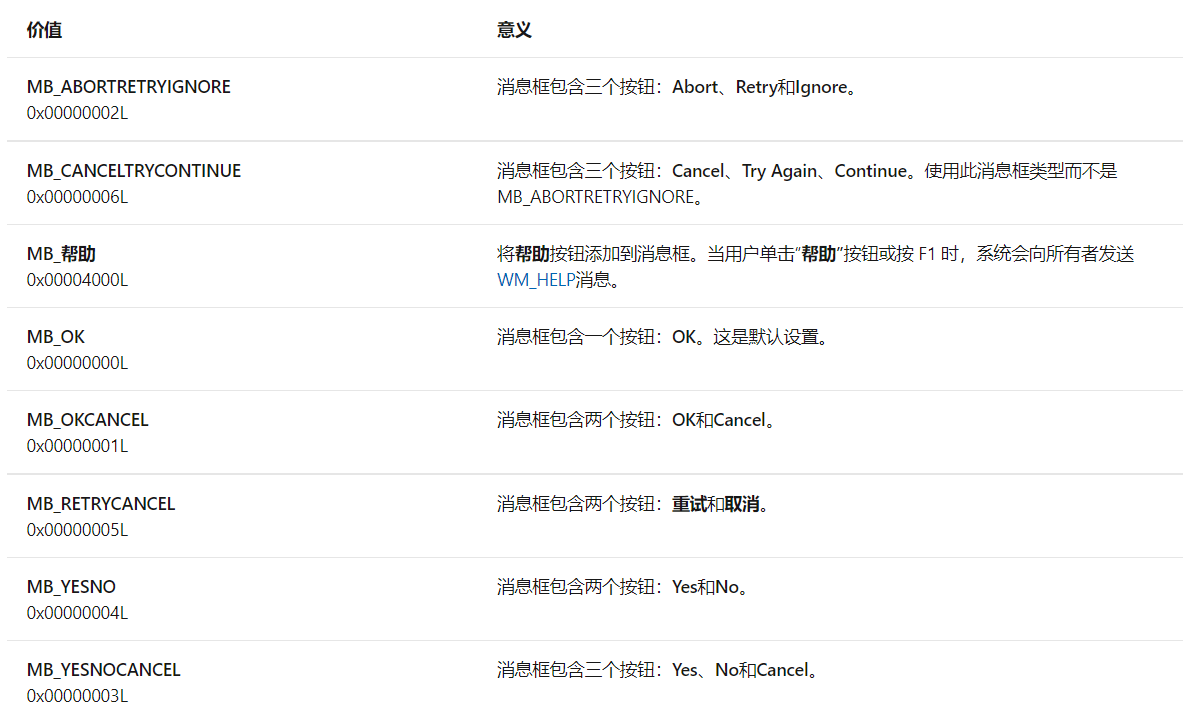 价值 意义
MB_ABORTRETRYIGNORE 消息框包含三个按钮：Abort、Retry和Ignore。
0x00000002L
MB_CANCELTRYCONTINUE 消息框包含三个按钮：Cancel、Try Again、Continue。使用此消息框类型而不是
0x00000006L MB_ABORTRETRYIGNORE。
MB_帮助 将帮助按钮添加到消息框。当用户单击“帮助”按钮或按 F1 时，系统会向所有者发送
0x00004000L WM_HELP消息。
MB_OK 消息框包含一个按钮：OK。这是默认设置。
0x00000000L
MB_OKCANCEL 消息框包含两个按钮：OK和Cancel。
0x00000001L
MB_RETRYCANCEL 消息框包含两个按钮：重试和取消。
0x00000005L
MB_YESNO 消息框包含两个按钮：Yes和No。
0x00000004L
MB_YESNOCANCEL 消息框包含三个按钮：Yes、No和Cancel。
0x00000003L